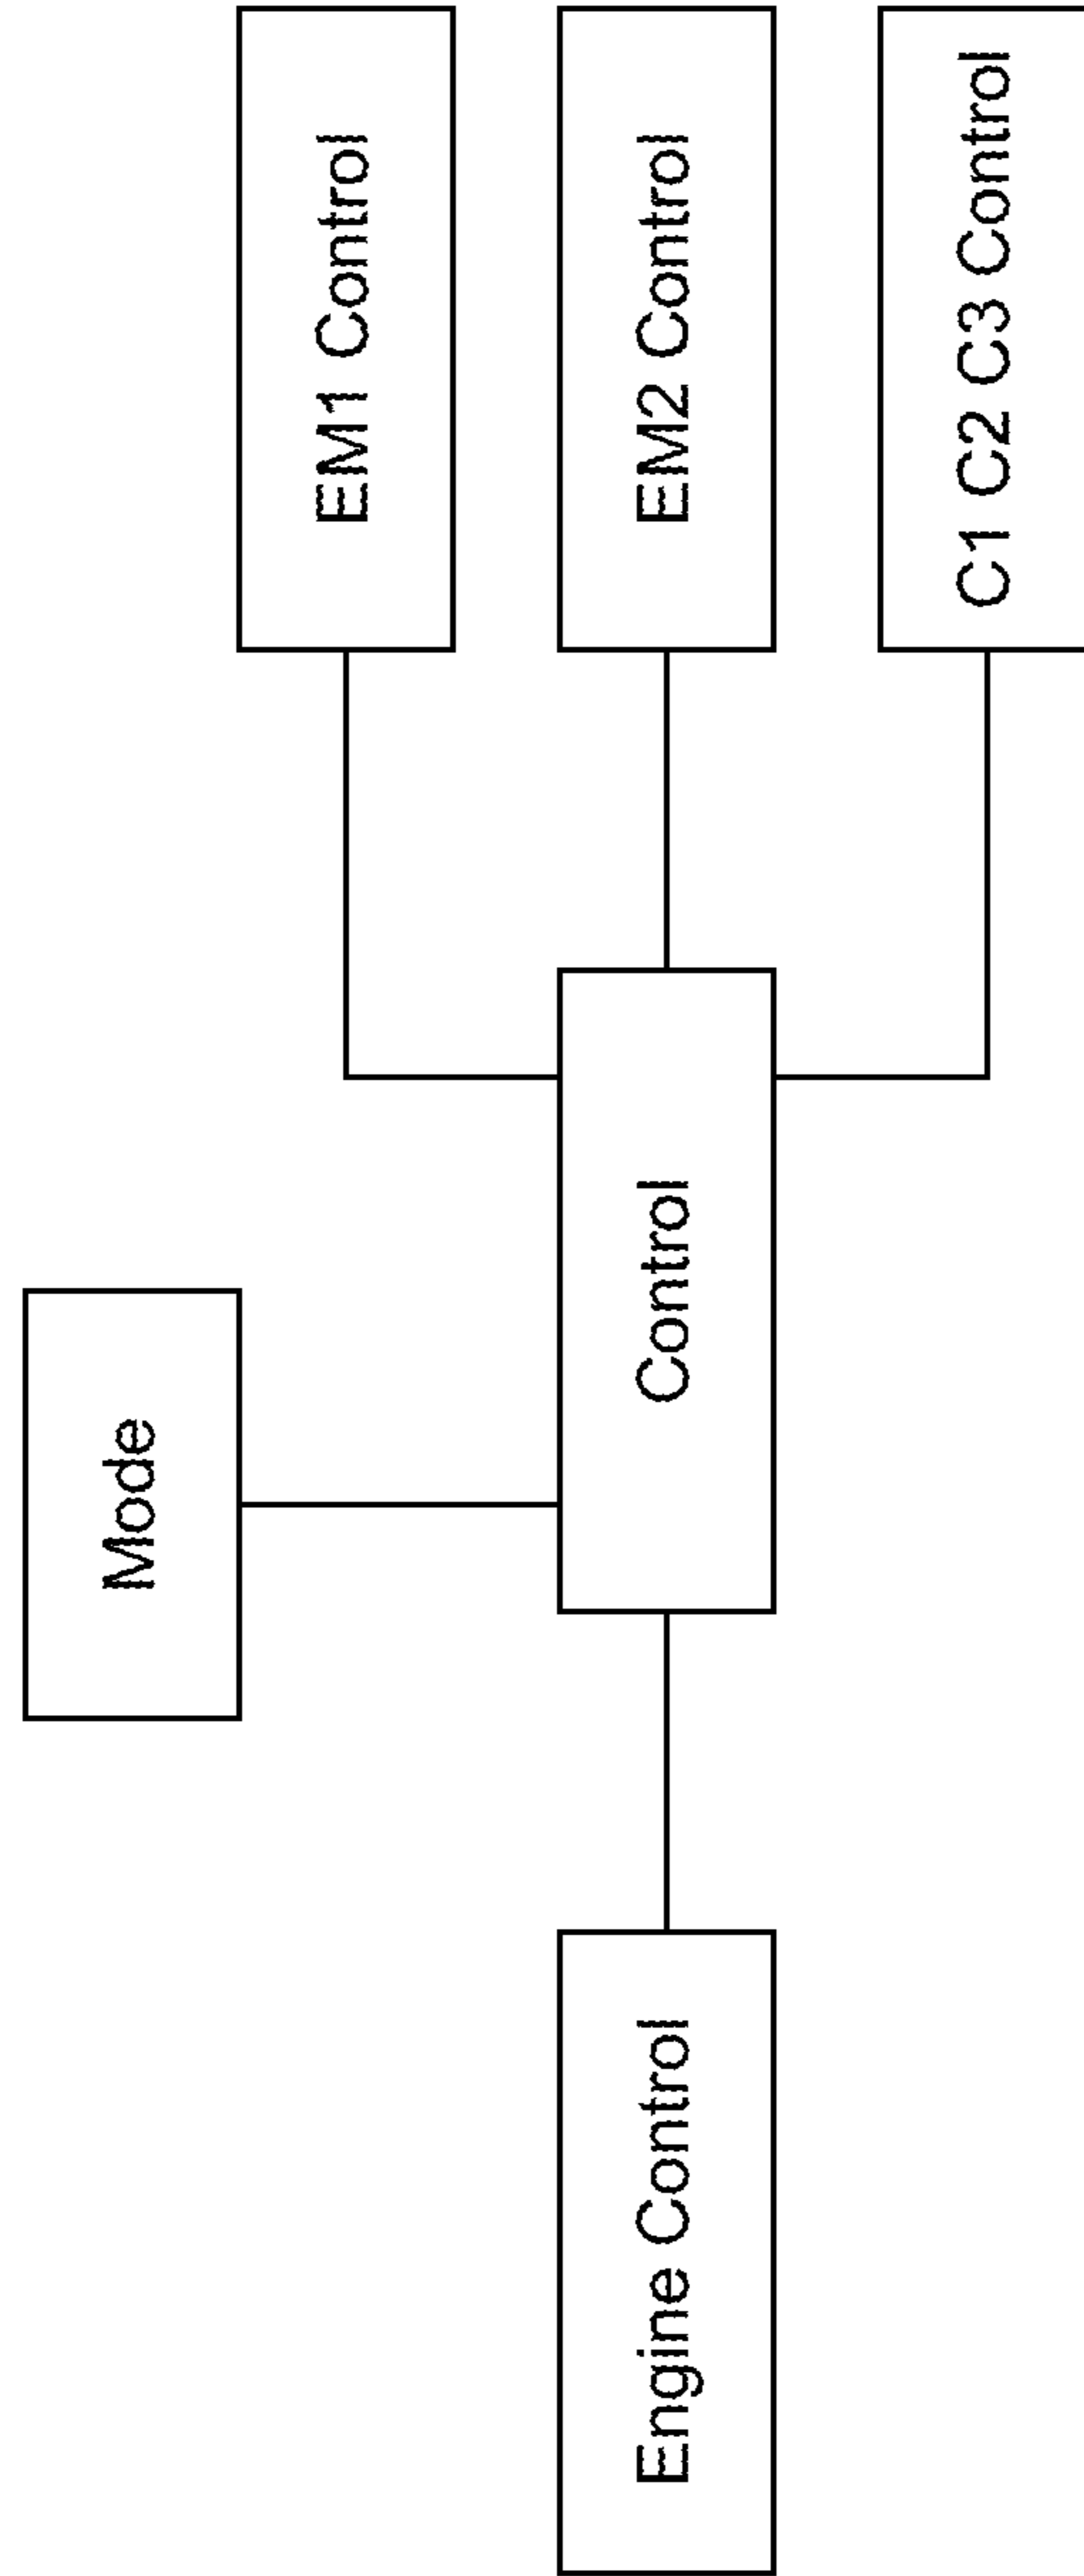 Mode
EM1 Control
Engine Control
Control
EM2 Control
C1 C2 C3 Control